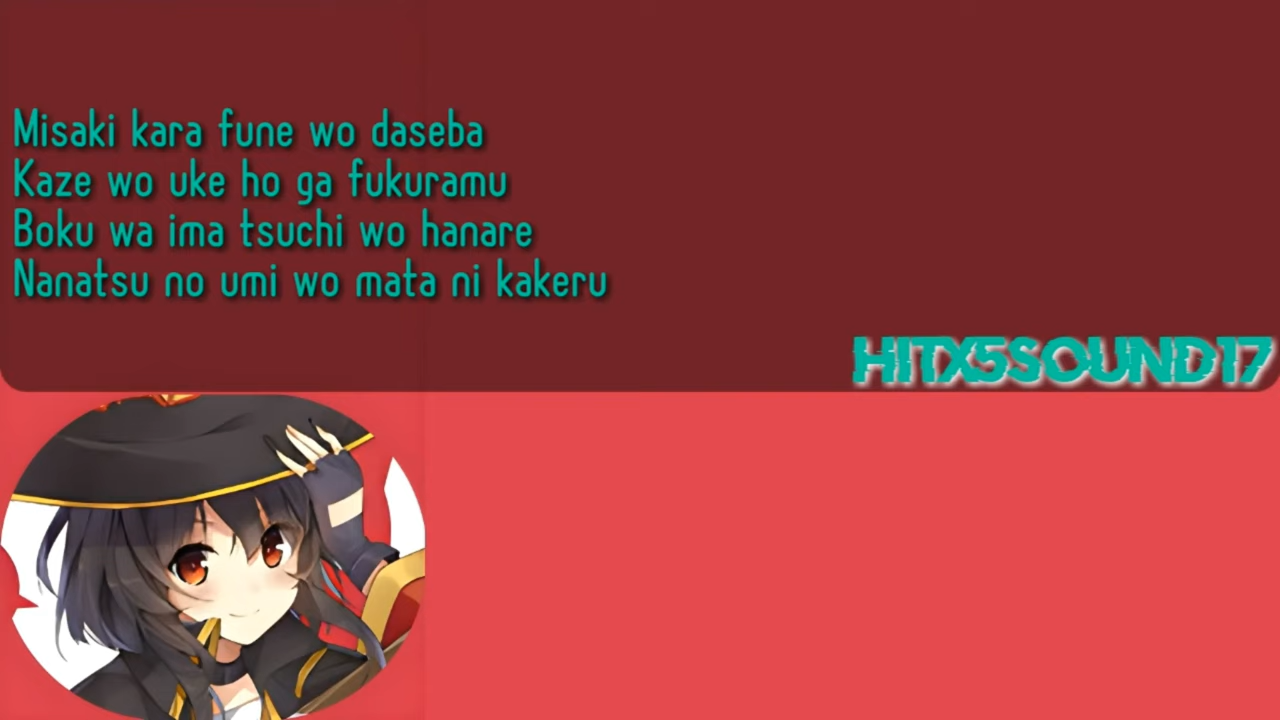 Misaki kara fune wo daseba
Kaze wo uke ho ga fukuramu
Boku wa ima tsuchi wo hanare
Nanatsu no umi wo mata ni kakeru
HITX5SOUND17